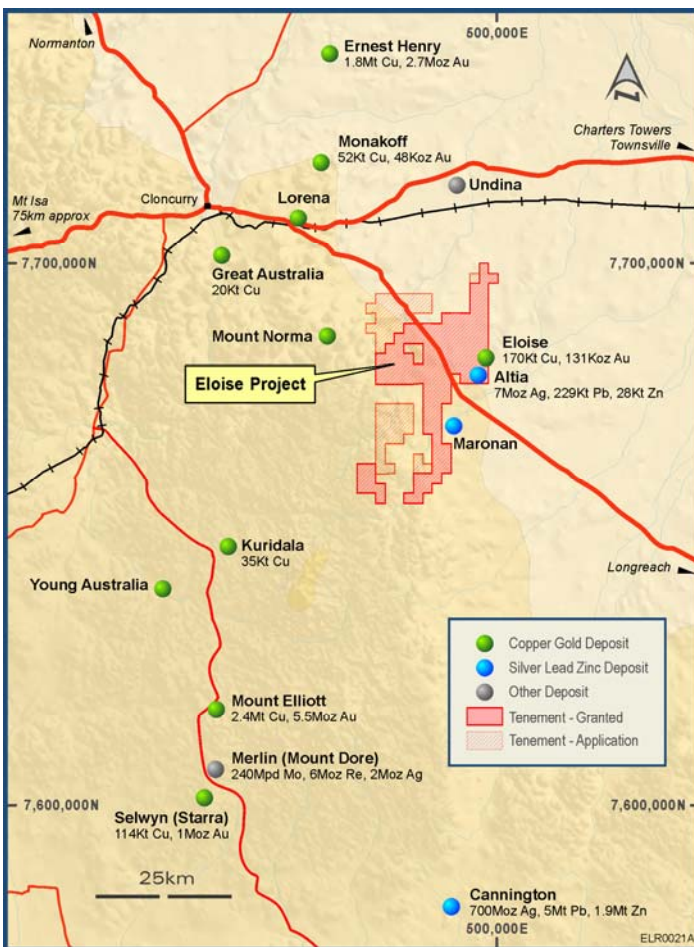 500,000E
Normanton
Ernest Henry
1.8Mt Cu, 2.7Moz Au
N
Monakoff
52Kt Cu, 48Koz Au
Charters Towers
Townsville
Undina
Cloncurry
Lorena
Mt Isa
75km approx
7,700,000N
7,700,000N
Great Australia
20Kt Cu
Mount Norma
Eloise
170Kt Cu, 131Koz Au
Eloise Project
Altia
7Moz Ag, 229Kt Pb, 28Kt Zn
Maronan
Kuridala
35Kt Cu
Longreach
Young Australia
Copper Gold Deposit
Silver Lead Zinc Deposit
Other Deposit
Tenement - Granted
Tenement - Application
Mount Elliott
2.4Mt Cu, 5.5Moz Au
Merlin (Mount Dore)
240Mpd Mo, 6Moz Re, 2Moz Ag
7,600,000N
7,600,000N
Selwyn (Starra)
114Kt Cu, 1Moz Au
25km
Cannington
700Moz Ag, 5Mt Pb, 1.9Mt Zn
500,000E
ELR0021A